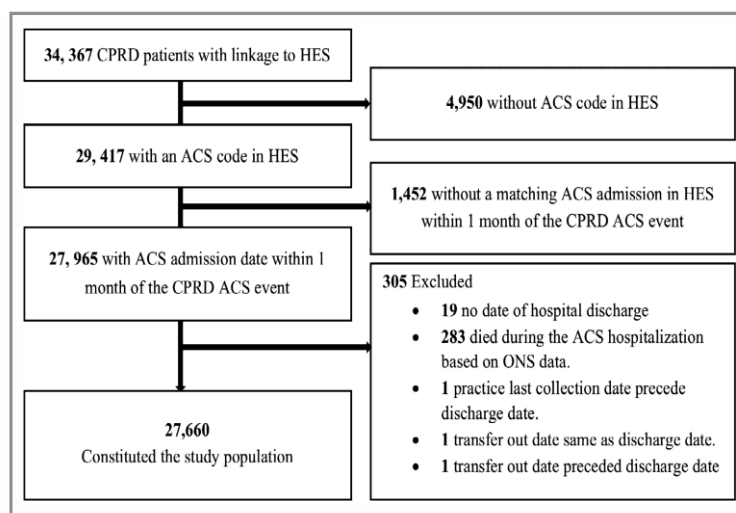 34, 367 CPRD patients with linkage to HES
4,950 without ACS code in HES
29, 417 with an ACS code in HES
1,452 without a matching ACS admission in HES
within 1 month of the CPRD ACS event
27, 965 with ACS admission date within 1
month of the CPRD ACS event
305 Excluded
• 19 no date of hospital discharge
• 283 died during the ACS hospitalization
based on ONS data.
• 1 practice last collection date precede
discharge date.
• 1 transfer out date same as discharge date.
• 1 transfer out date preceded discharge date
27,660
Constituted the study population